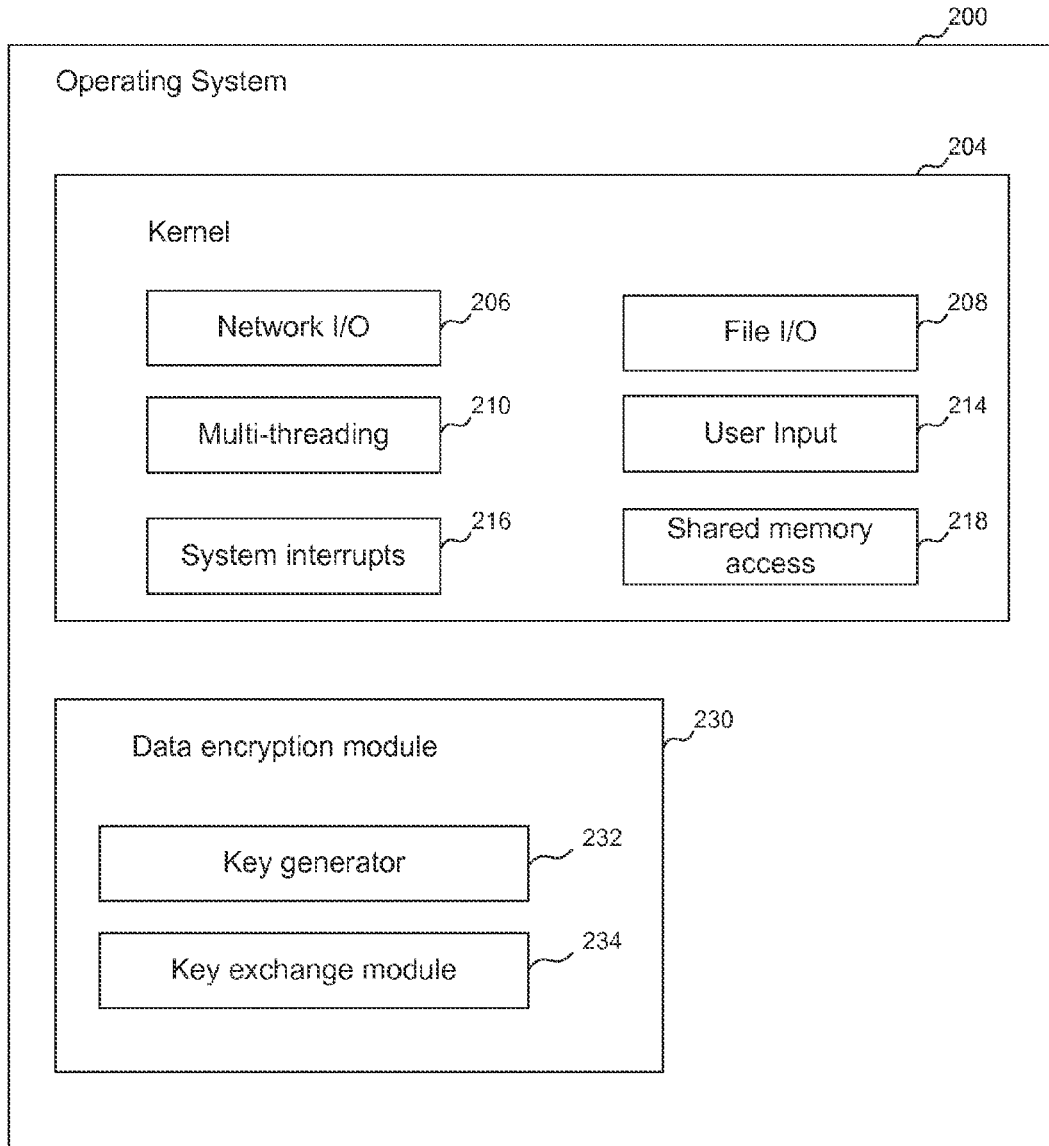 200
Operating System
204
Kernel
Network I/O
206
File I/O
208
Multi-threading
210
User Input
214
System interrupts
216
Shared memory
access
218
230
Data encryption module
Key generator
232
Key exchange module
234